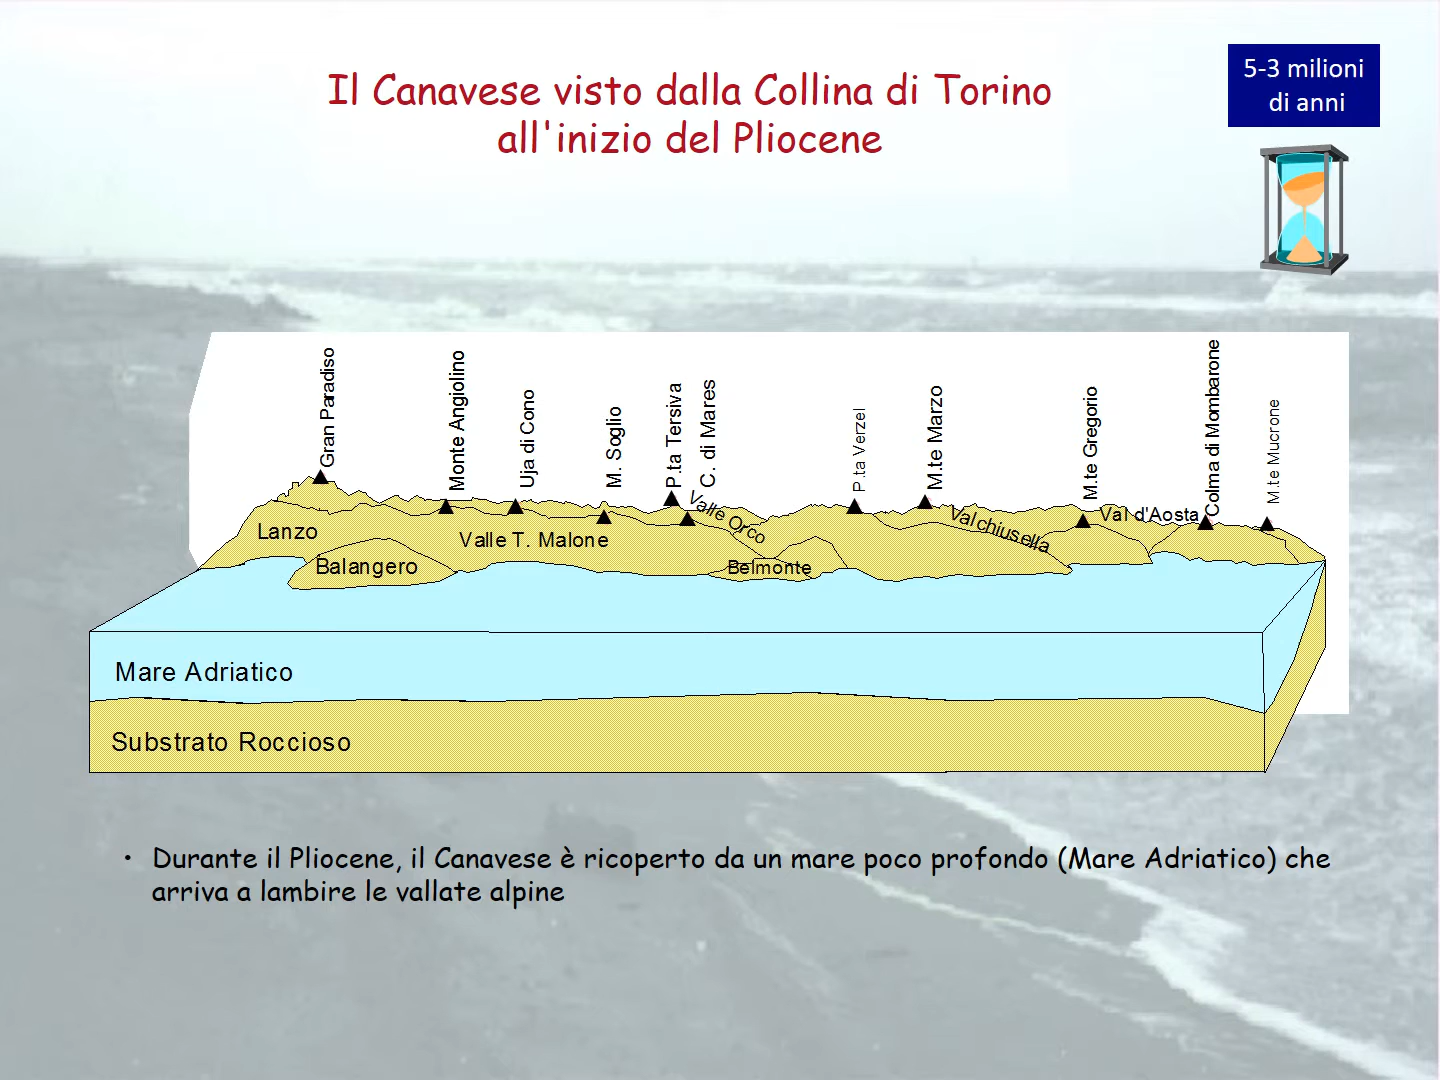 Il Canavese visto dalla Collina di Torino
all'inizio del Pliocene
5-3 milioni
di anni
Gran Paradiso
Monte Angiolino
Uja di Cono
M. Soglio
P.ta Tersiva
C. di Mares
P.ta Verzel
M.te Marzo
M.te Gregorio
Colma di Mombarone
M.te Mucrone
Lanzo
Balangero
Valle T. Malone
Valle Orco
Belmonte
Valchiusella
Val d'Aosta
Mare Adriatico
Substrato Roccioso
• Durante il Pliocene, il Canavese è ricoperto da un mare poco profondo (Mare Adriatico) che
arriva a lambire le vallate alpine